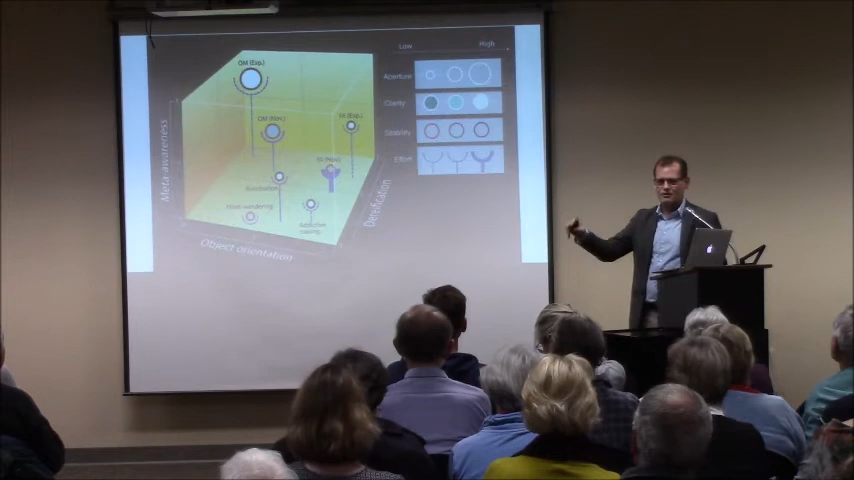 Low High
OM (Exp.)
Aperture
Clarity
OM (Nov.)
FA (Exp.)
Stability
Effort
FA (Nov.)
Meta-awareness
Rumination
Mind-wandering
Addictive
craving
Dereification
Object orientation